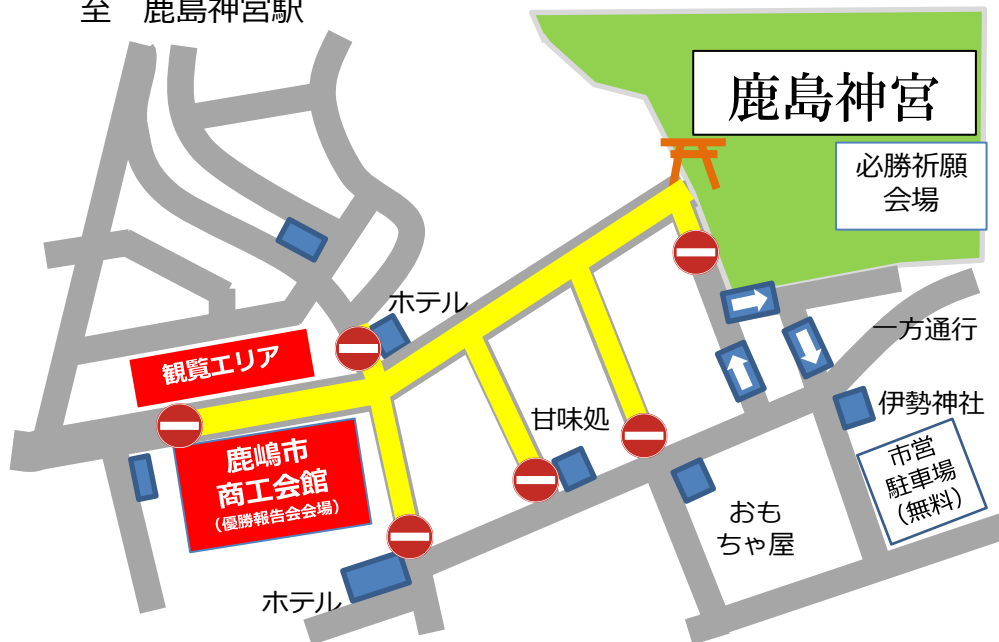 至　鹿島神宮駅
鹿島神宮
必勝祈願
会場
ホテル
一方通行
観覧エリア
伊勢神社
甘味処
鹿嶋市
商工会館
（優勝報告会会場）
市営
駐車場
（無料）
おも
ちゃ屋
ホテル